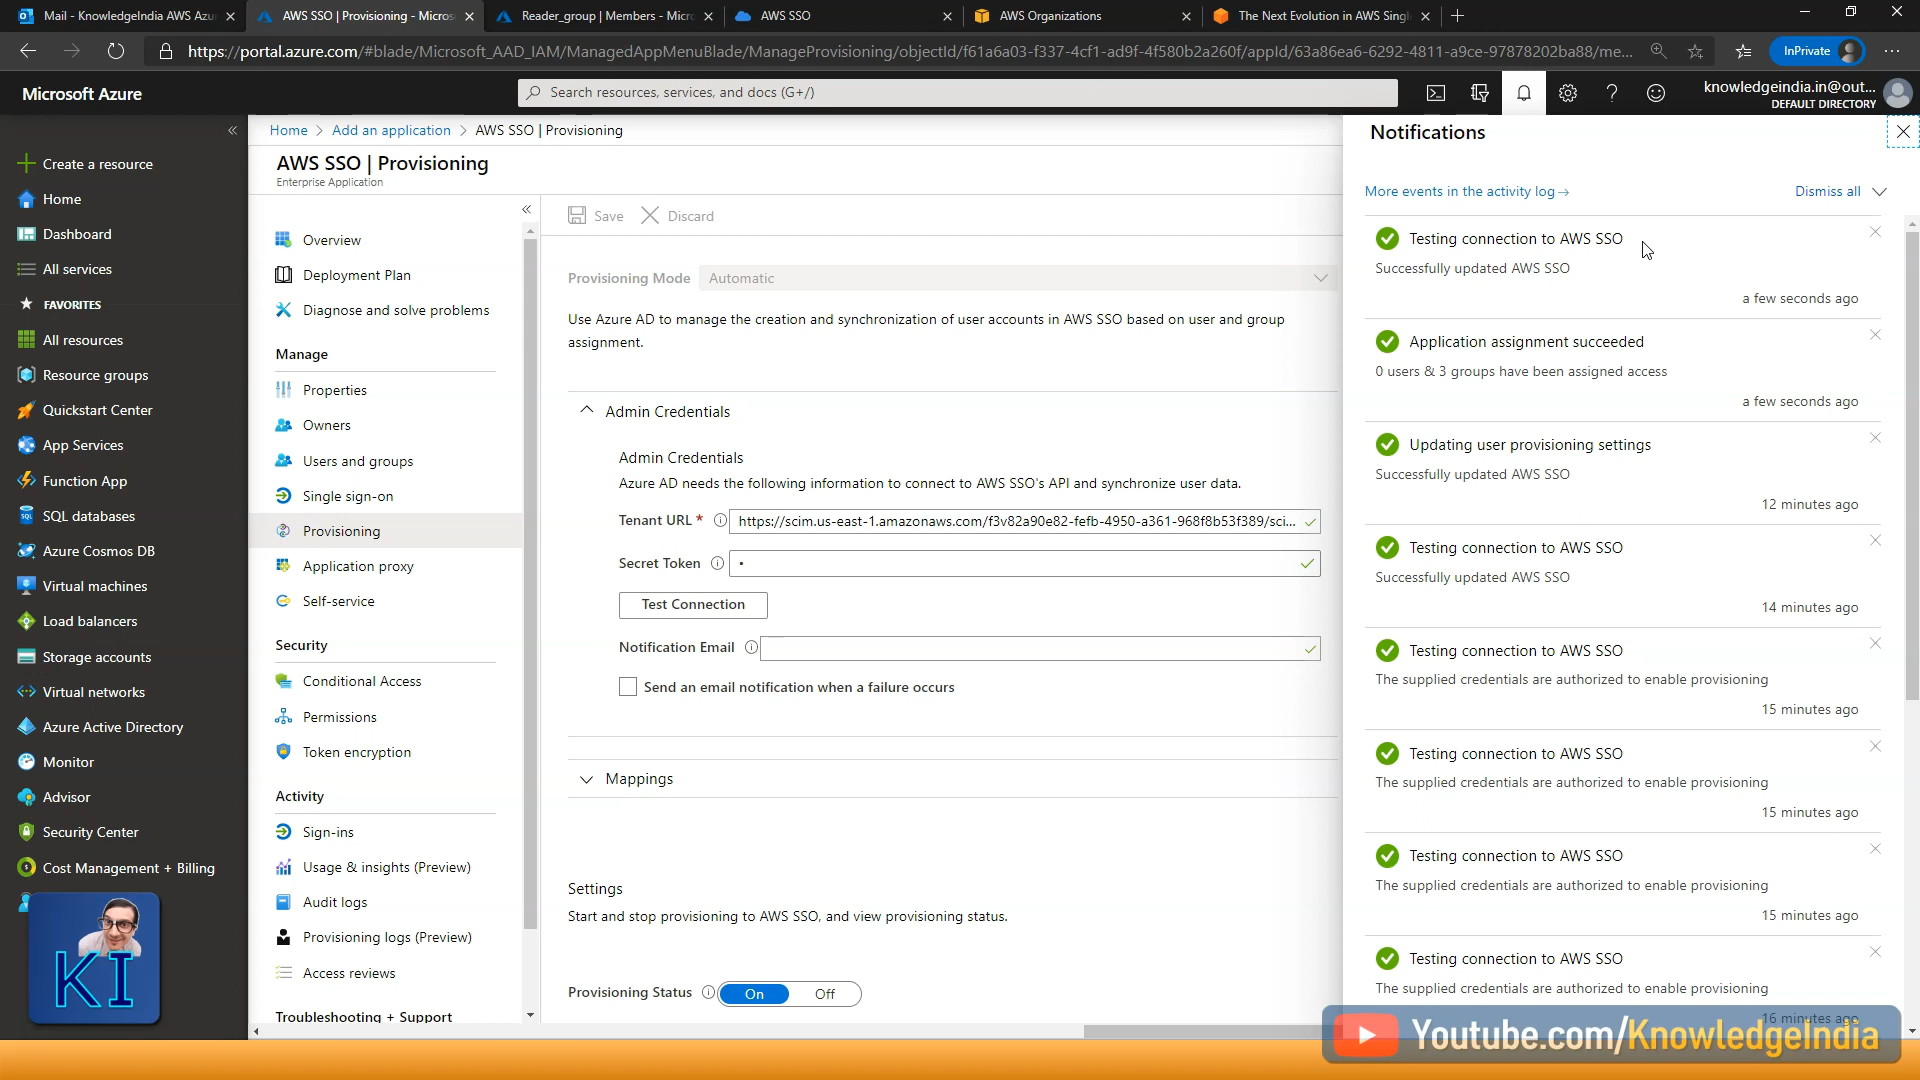 Mail - KnowledgeIndia AWS Azu
AWS SSO | Provisioning - Micros
Reader_group | Members - Micr
AWS SSO
AWS Organizations
The Next Evolution in AWS Singl
https://portal.azure.com/#blade/Microsoft_AAD_IAM/ManagedAppMenuBlade/ManageProvisioning/objectId/f61a6a03-f337-4cf1-ad9f-4f580b2a260f/appId/63a86ea6-6292-4811-a9ce-97878202ba88/me...
InPrivate
Microsoft Azure
Search resources, services, and docs (G+/)
knowledgeindia.in@out...
DEFAULT DIRECTORY
Create a resource
Home
Dashboard
All services
FAVORITES
All resources
Resource groups
Quickstart Center
App Services
Function App
SQL databases
Azure Cosmos DB
Virtual machines
Load balancers
Storage accounts
Virtual networks
Azure Active Directory
Monitor
Advisor
Security Center
Cost Management + Billing
KI
Home > Add an application > AWS SSO | Provisioning
AWS SSO | Provisioning
Enterprise Application
Overview
Deployment Plan
Diagnose and solve problems
Manage
Properties
Owners
Users and groups
Single sign-on
Provisioning
Application proxy
Self-service
Security
Conditional Access
Permissions
Token encryption
Activity
Sign-ins
Usage & insights (Preview)
Audit logs
Provisioning logs (Preview)
Access reviews
Troubleshooting + Support
Save
Discard
Provisioning Mode
Automatic
Use Azure AD to manage the creation and synchronization of user accounts in AWS SSO based on user and group
assignment.
Admin Credentials
Admin Credentials
Azure AD needs the following information to connect to AWS SSO's API and synchronize user data.
Tenant URL *
https://scim.us-east-1.amazonaws.com/f3v82a90e82-fefb-4950-a361-968f8b53f389/sci...
Secret Token
•
Test Connection
Notification Email
Send an email notification when a failure occurs
Mappings
Settings
Start and stop provisioning to AWS SSO, and view provisioning status.
Provisioning Status
On
Off
Notifications
More events in the activity log →
Dismiss all
Testing connection to AWS SSO
Successfully updated AWS SSO
a few seconds ago
Application assignment succeeded
0 users & 3 groups have been assigned access
a few seconds ago
Updating user provisioning settings
Successfully updated AWS SSO
12 minutes ago
Testing connection to AWS SSO
Successfully updated AWS SSO
14 minutes ago
Testing connection to AWS SSO
The supplied credentials are authorized to enable provisioning
15 minutes ago
Testing connection to AWS SSO
The supplied credentials are authorized to enable provisioning
15 minutes ago
Testing connection to AWS SSO
The supplied credentials are authorized to enable provisioning
15 minutes ago
Testing connection to AWS SSO
The supplied credentials are authorized to enable provisioning
16 minutes ago
Youtube.com/KnowledgeIndia